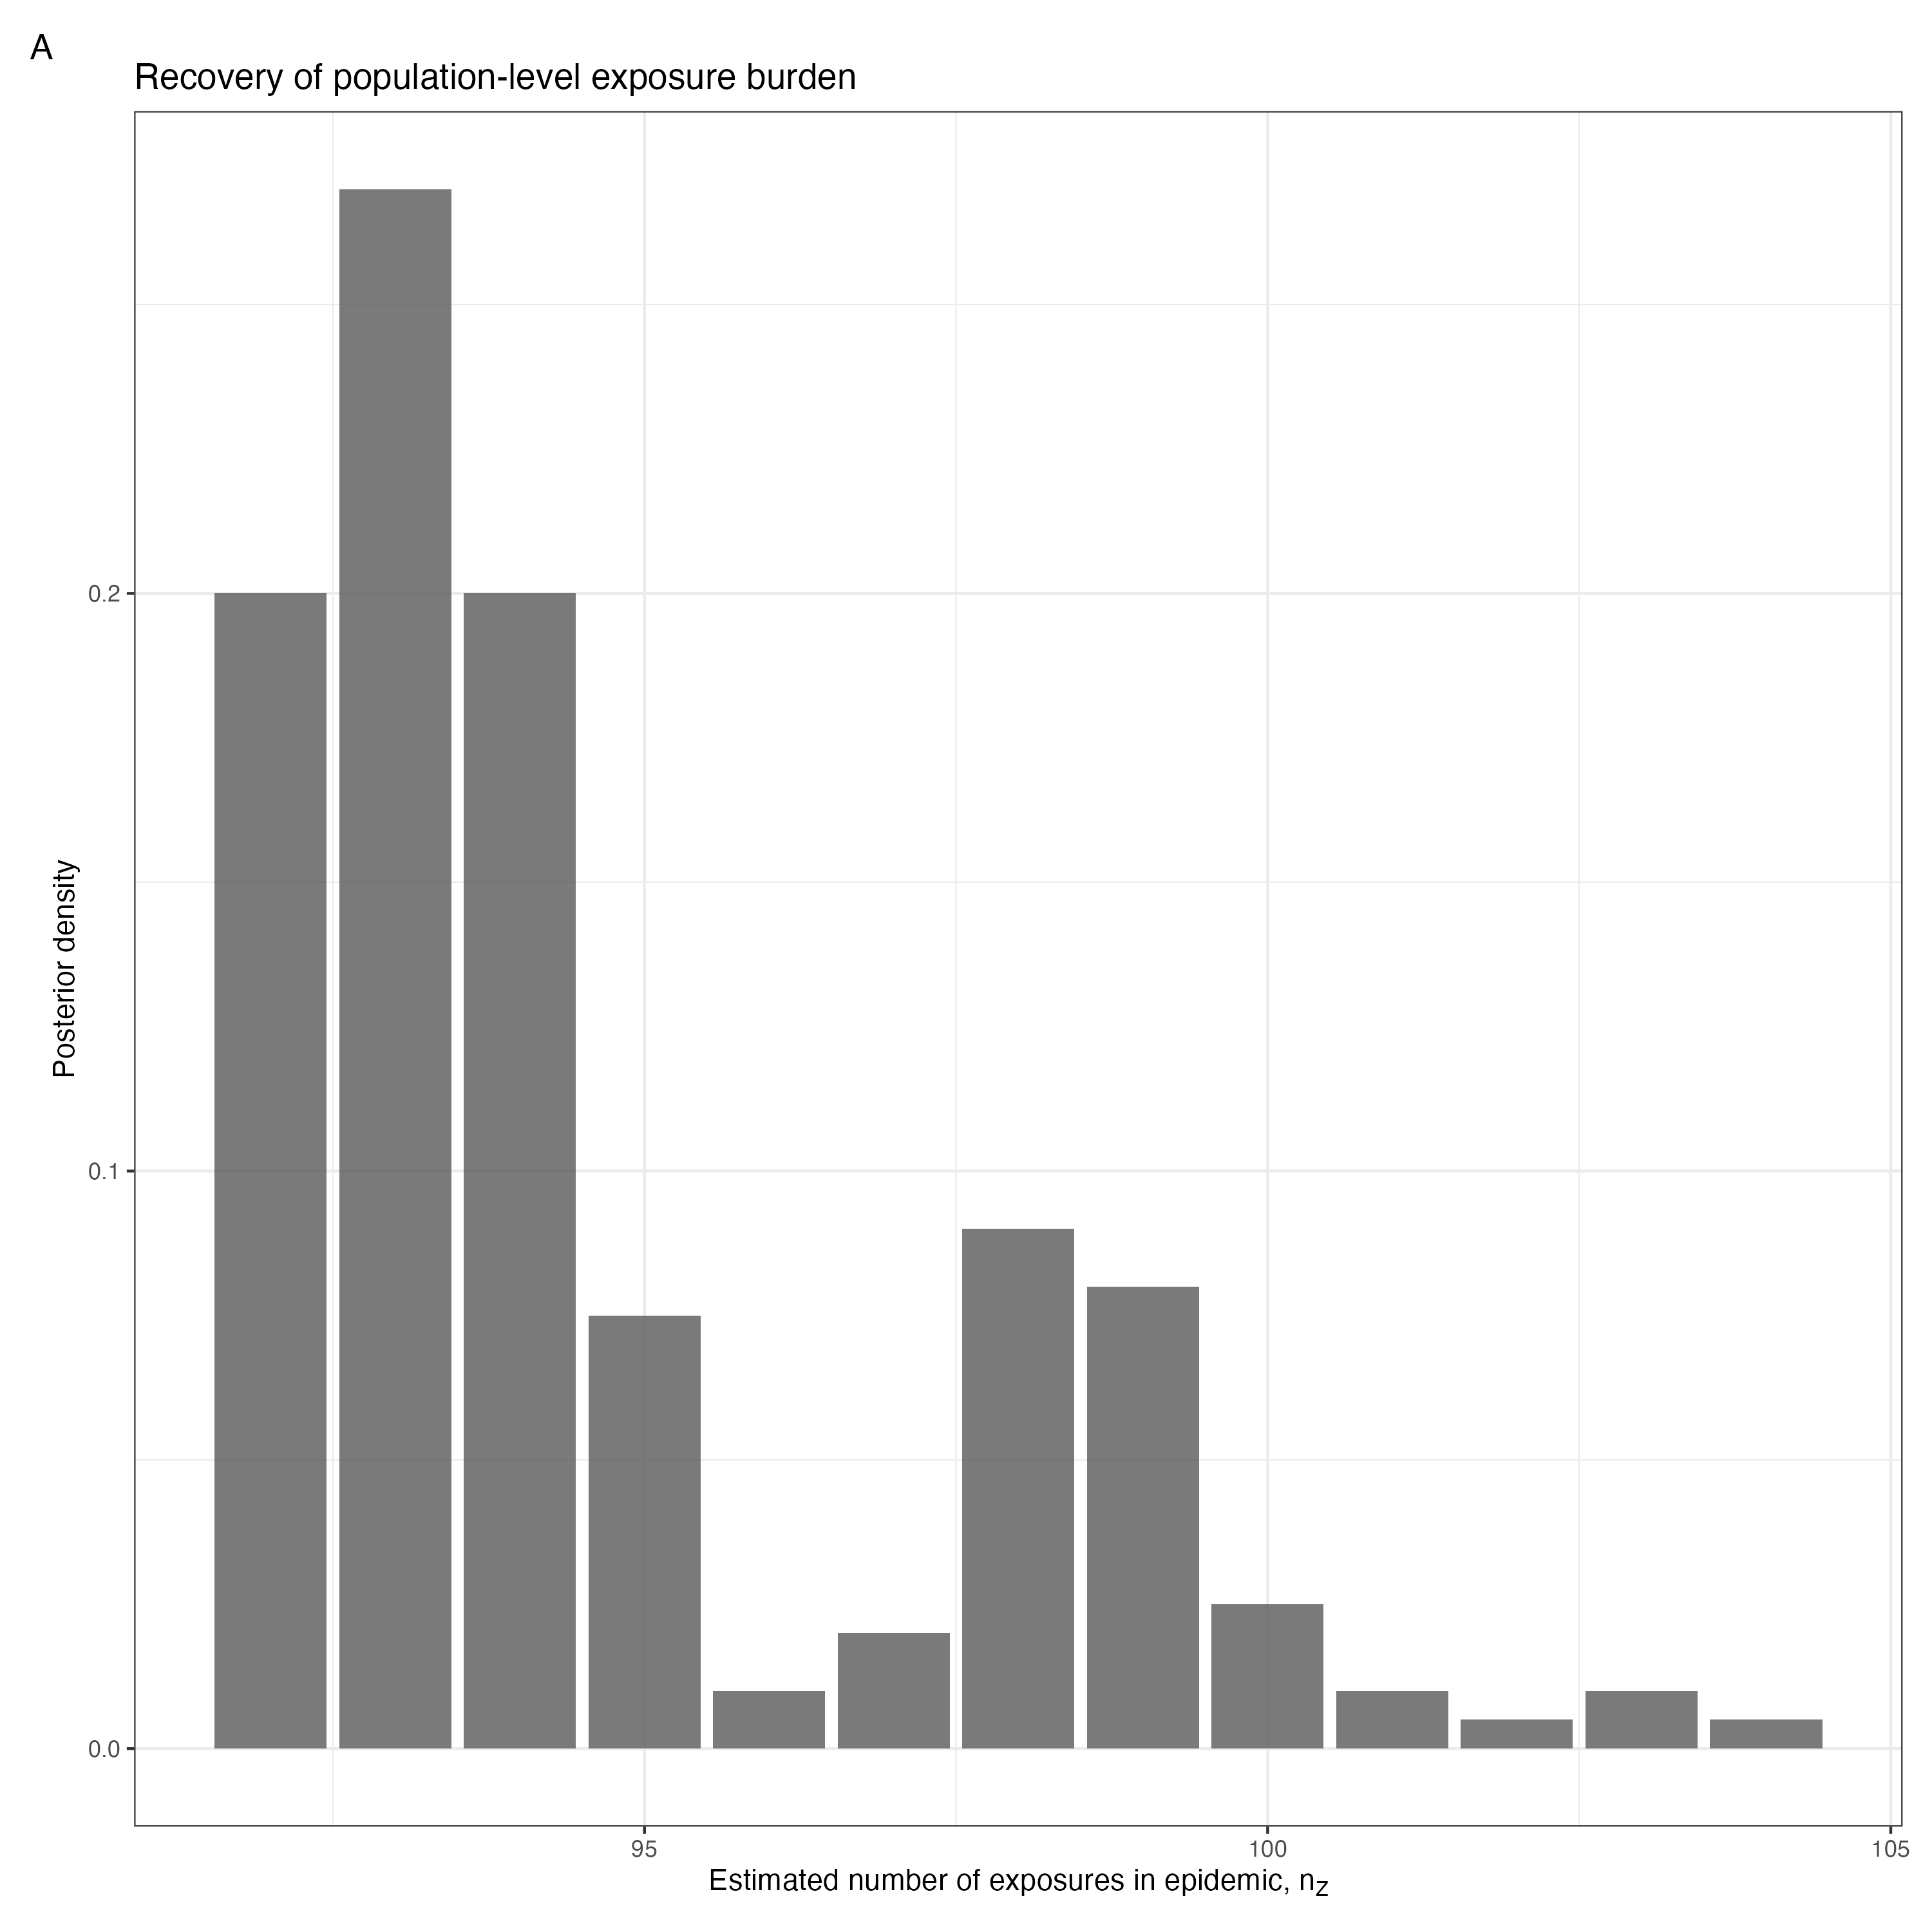 A
Recovery of population-level exposure burden
0.2
0.1
0.0
Posterior density
95
100
105
Estimated number of exposures in epidemic, nz